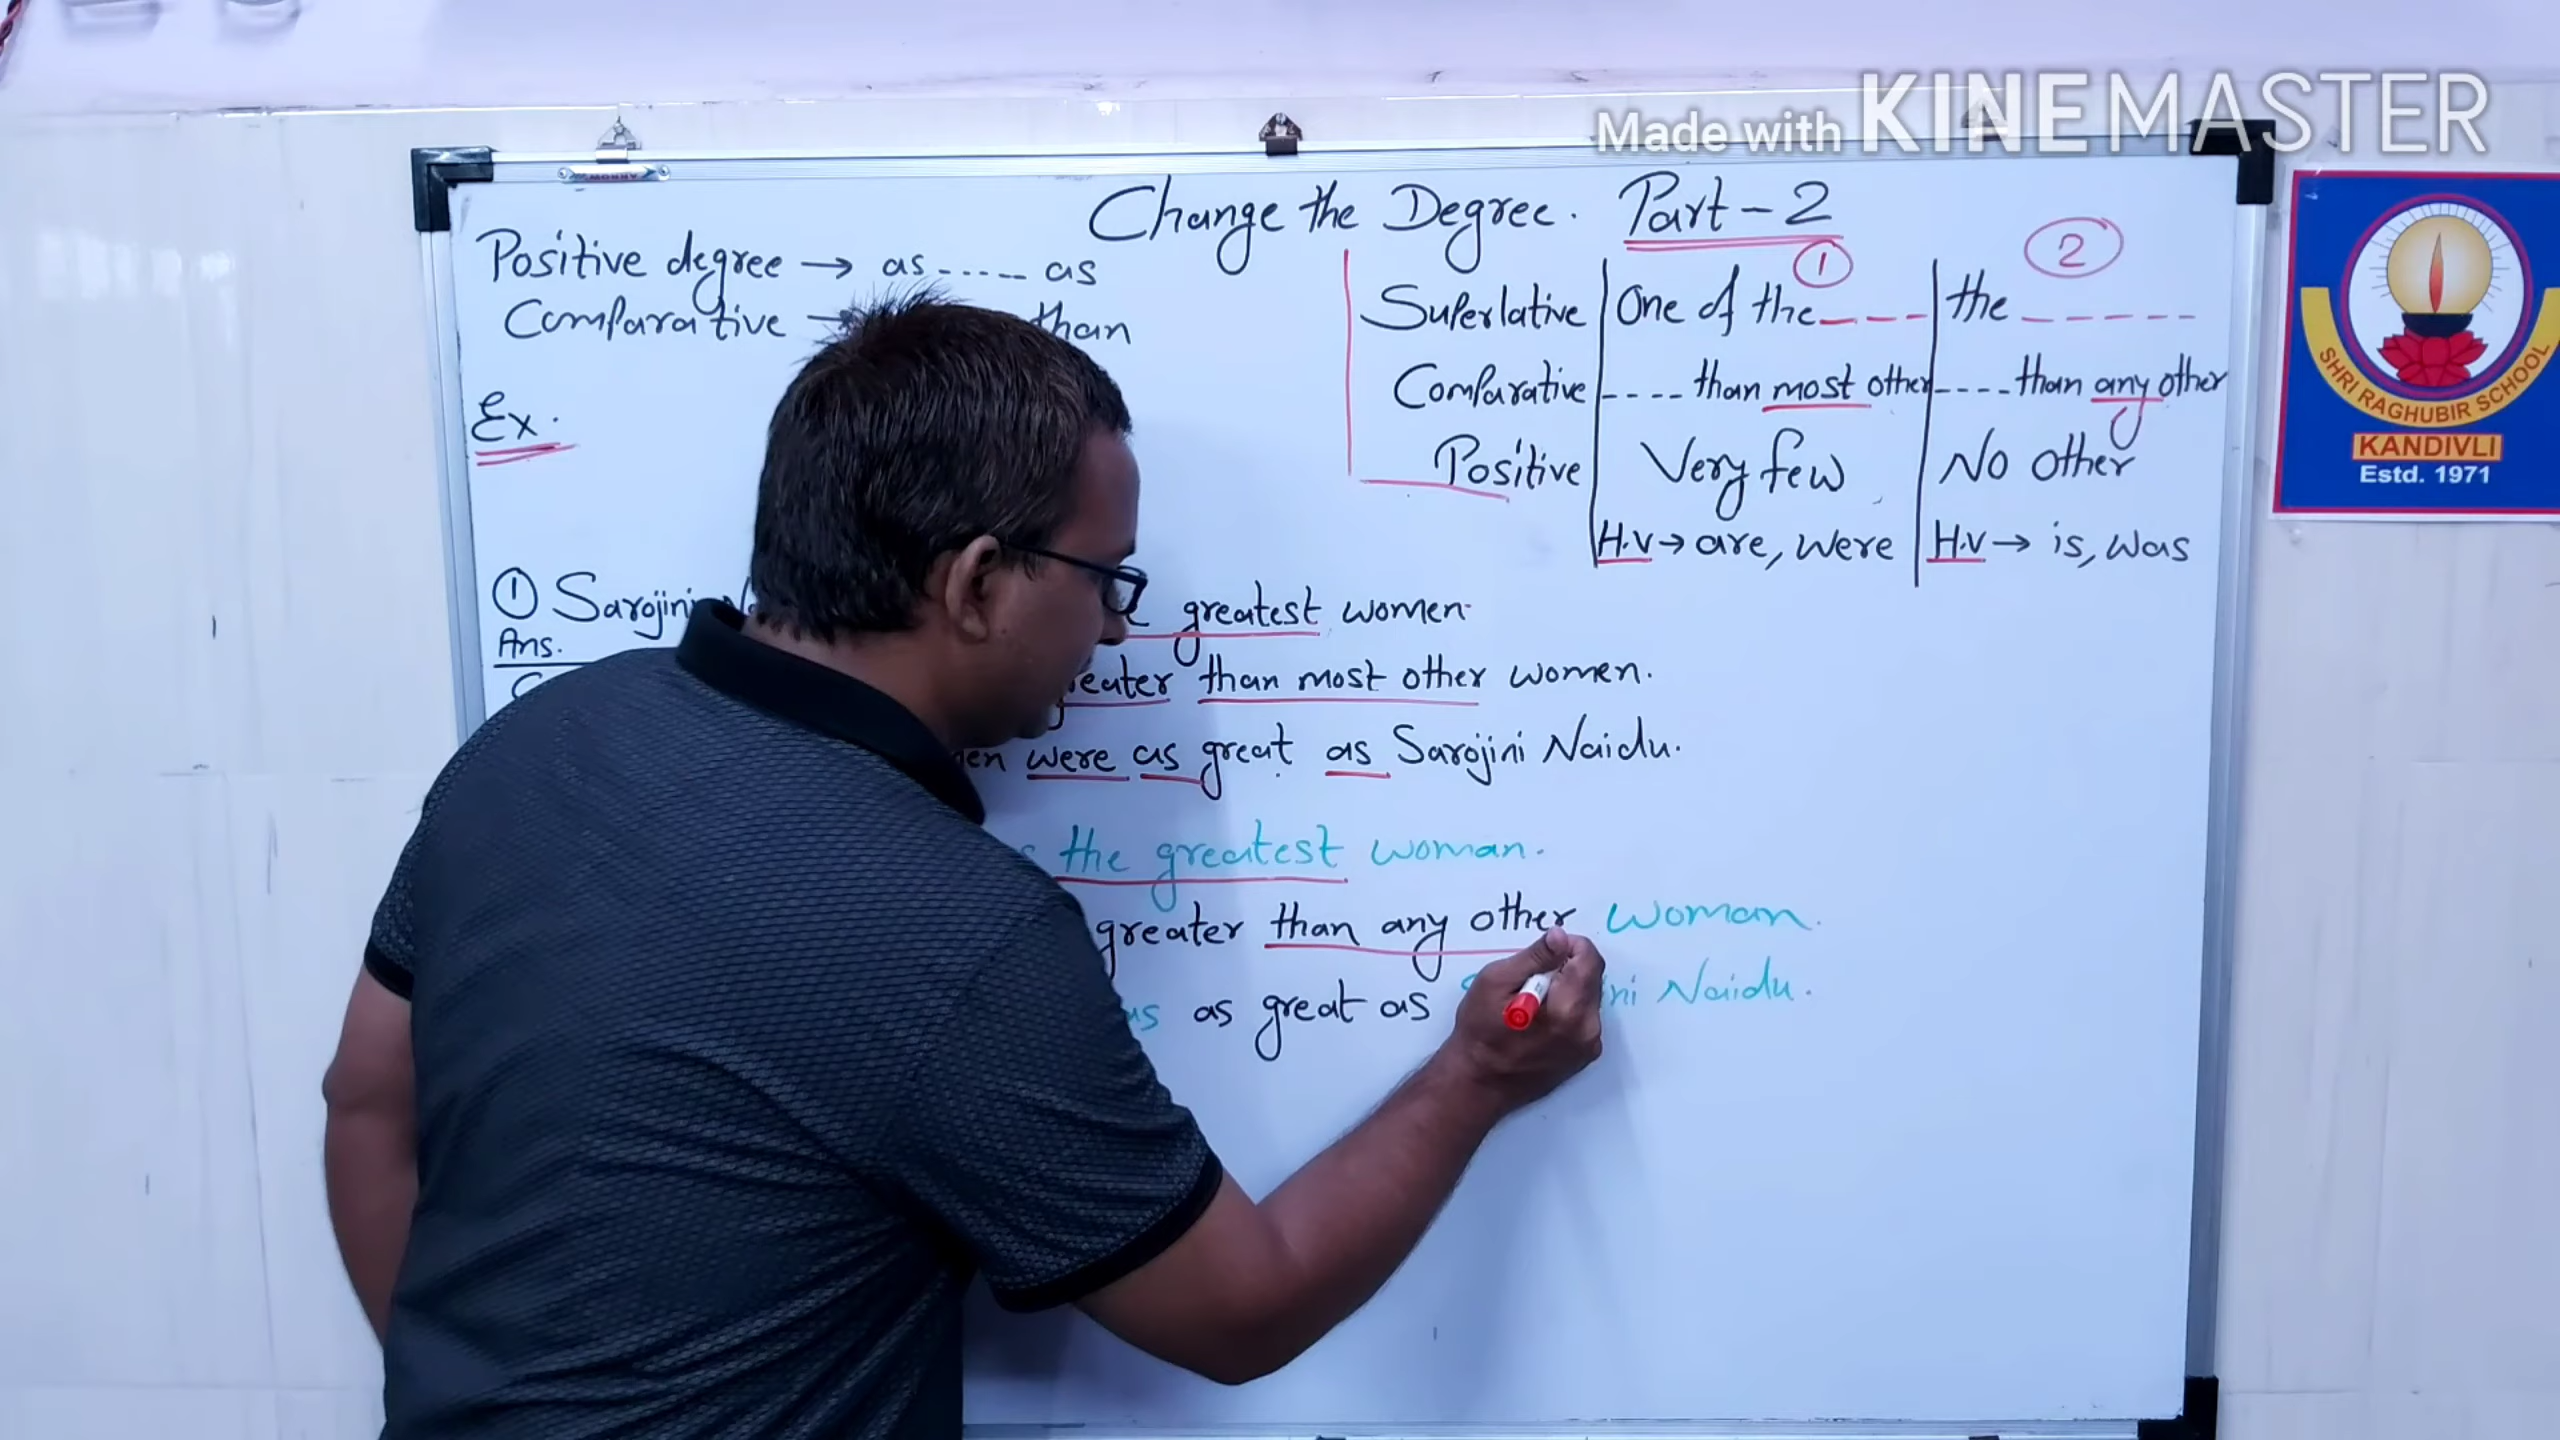 Made with KINEMASTER
Change the Degree. Part-2
Positive degree → as ----- as
Comparative → than
Ex.
① ②
Superlative One of the ---- the -----
Comparative ---- than most other ---- than any other
Positive Very few No other
H.V → are, were H.V → is, was
SHRI RAGHUBIR SCHOOL
KANDIVLI
Estd. 1971
① Sarojini greatest women.
Ans.
than most other women.
were as great as Sarojini Naidu.
the greatest woman.
greater than any other woman.
as great as Naidu.